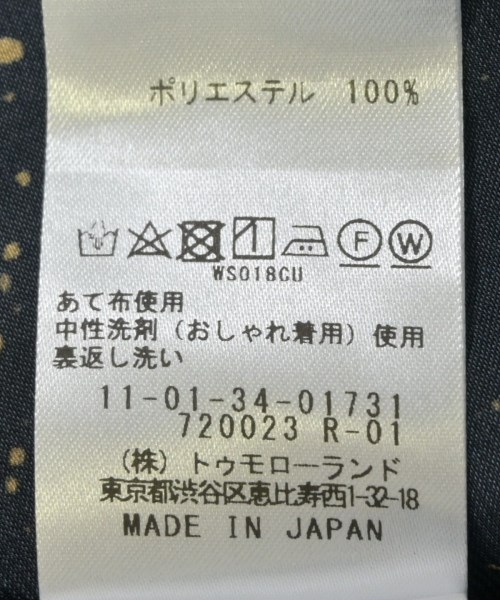 ポリエステル 100%
F W
WS018CU
あて布使用
中性洗剤(おしゃれ着用)使用
裏返し洗い
11-01-34-01731
720023 R-01
(株)トゥモローランド
東京都渋谷区恵比寿西1-32-18
MADE IN JAPAN